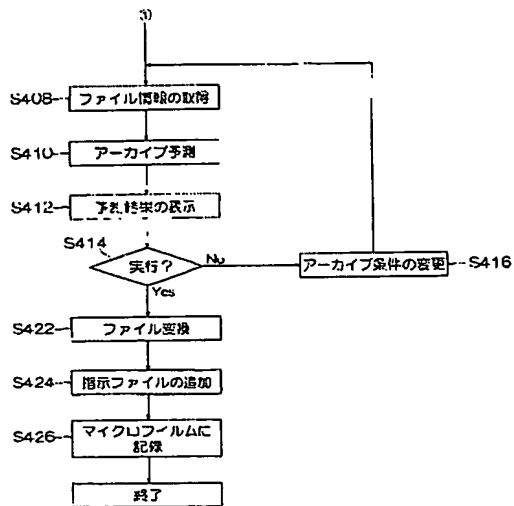 S408
ファイル情報の取得
S410
アーカイブ予測
S412
予測結果の表示
S414
実行?
No
アーカイブ条件の変更
S416
Yes
S422
ファイル変換
S424
指示ファイルの追加
S426
マイクロフィルムに
記録
終了